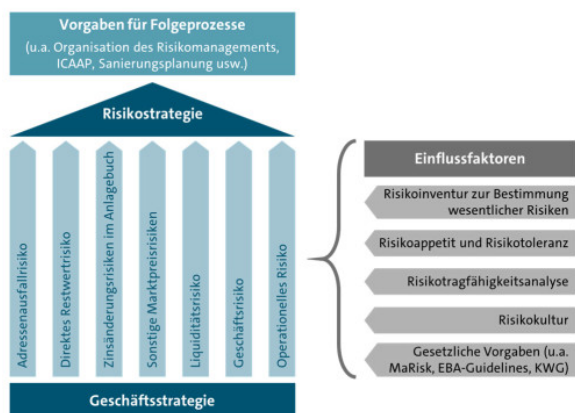 Vorgaben für Folgeprozesse
(u.a. Organisation des Risikomanagements,
ICAAP, Sanierungsplanung usw.)
Risikostrategie
Adressenausfallrisiko
Direktes Restwertrisiko
Zinsänderungsrisiken im Anlagebuch
Sonstige Marktpreisrisiken
Liquiditätsrisiko
Geschäftsrisiko
Operationelles Risiko
Geschäftsstrategie
Einflussfaktoren
Risikoinventur zur Bestimmung
wesentlicher Risiken
Risikoappetit und Risikotoleranz
Risikotragfähigkeitsanalyse
Risikokultur
Gesetzliche Vorgaben (u.a.
MaRisk, EBA-Guidelines, KWG)